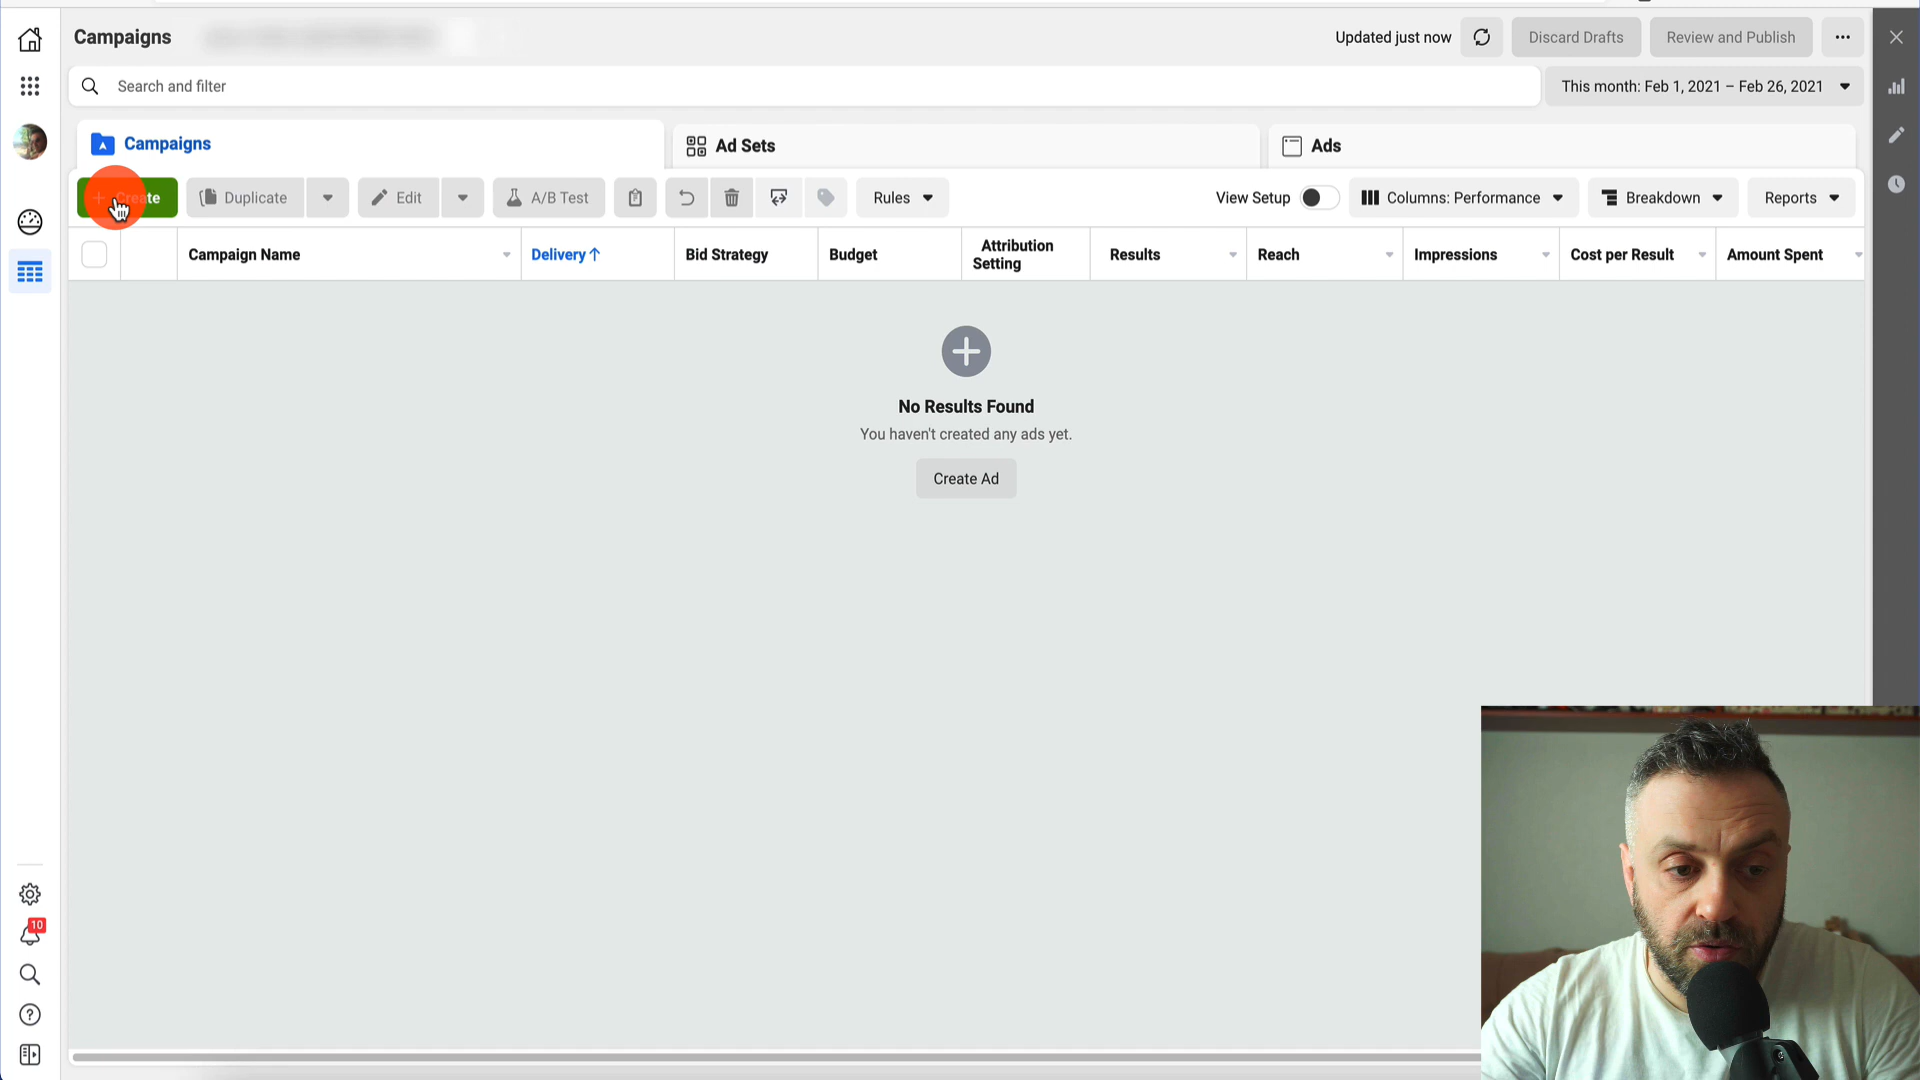 Campaigns
Updated just now
Discard Drafts
Review and Publish
Search and filter
This month: Feb 1, 2021 – Feb 26, 2021
Campaigns
Ad Sets
Ads
+ Create
Duplicate
Edit
A/B Test
Rules
View Setup
Columns: Performance
Breakdown
Reports
Campaign Name
Delivery ↑
Bid Strategy
Budget
Attribution
Setting
Results
Reach
Impressions
Cost per Result
Amount Spent
No Results Found
You haven't created any ads yet.
Create Ad
10